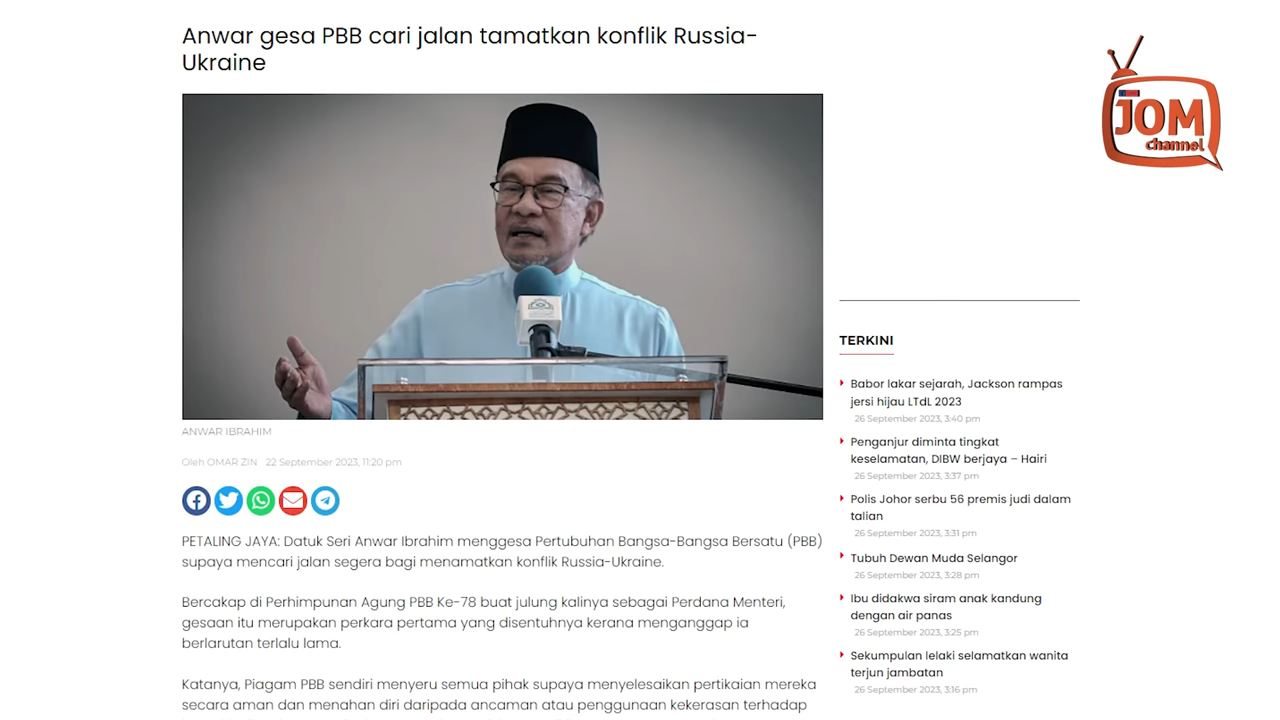 Anwar gesa PBB cari jalan tamatkan konflik Russia-
Ukraine
ANWAR IBRAHIM
Oleh OMAR ZIN 22 September 2023, 11:20 pm
PETALING JAYA: Datuk Seri Anwar Ibrahim menggesa Pertubuhan Bangsa-Bangsa Bersatu (PBB)
supaya mencari jalan segera bagi menamatkan konflik Russia-Ukraine.
Bercakap di Perhimpunan Agung PBB Ke-78 buat julung kalinya sebagai Perdana Menteri,
gesaan itu merupakan perkara pertama yang disentuhnya kerana menganggap ia
berlarutan terlalu lama.
Katanya, Piagam PBB sendiri menyeru semua pihak supaya menyelesaikan pertikaian mereka
secara aman dan menahan diri daripada ancaman atau penggunaan kekerasan terhadap
JOM
channel
TERKINI
Babor lakar sejarah, Jackson rampas
jersi hijau LTdL 2023
26 September 2023, 3:40 pm
Penganjur diminta tingkat
keselamatan, DIBW berjaya – Hairi
26 September 2023, 3:37 pm
Polis Johor serbu 56 premis judi dalam
talian
26 September 2023, 3:31 pm
Tubuh Dewan Muda Selangor
26 September 2023, 3:28 pm
Ibu didakwa siram anak kandung
dengan air panas
26 September 2023, 3:25 pm
Sekumpulan lelaki selamatkan wanita
terjun jambatan
26 September 2023, 3:16 pm